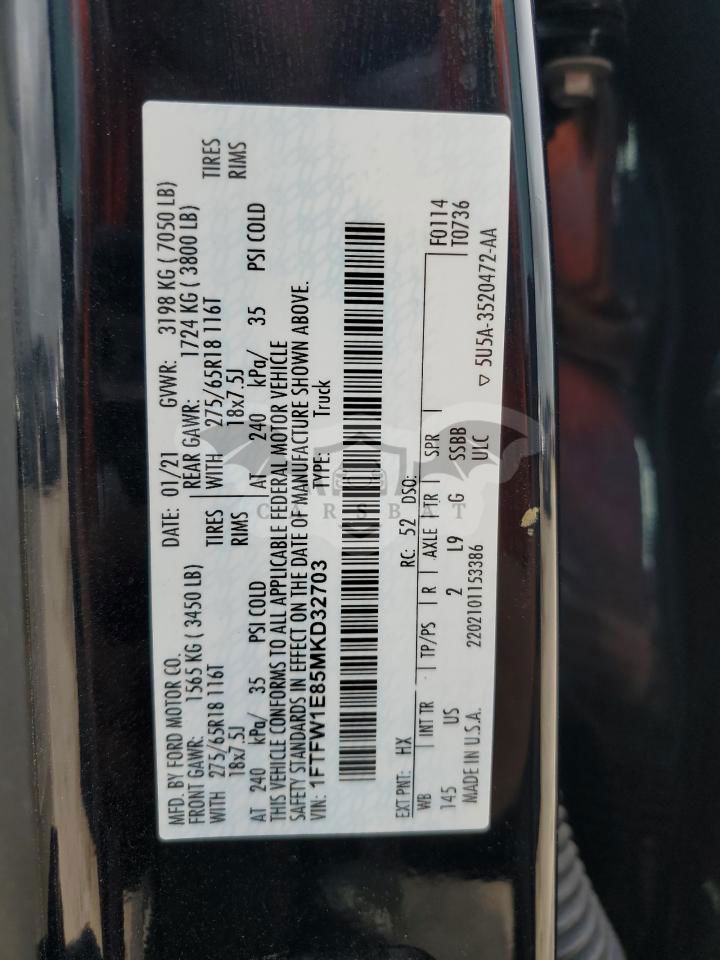 MFD. BY FORD MOTOR CO. DATE: 01/21 GVWR: 3198 KG ( 7050 LB)
FRONT GAWR: 1565 KG ( 3450 LB) REAR GAWR: 1724 KG ( 3800 LB)
WITH 275/65R18 116T TIRES WITH 275/65R18 116T TIRES
18x7.5J RIMS 18x7.5J RIMS
AT 240 kPa/ 35 PSI COLD AT 240 kPa/ 35 PSI COLD
THIS VEHICLE CONFORMS TO ALL APPLICABLE FEDERAL MOTOR VEHICLE
SAFETY STANDARDS IN EFFECT ON THE DATE OF MANUFACTURE SHOWN ABOVE.
VIN: 1FTFW1E85MKD32703 TYPE: Truck
EXT PNT: HX RC: 52 DSO:
WB INT TR TP/PS R AXLE TR SPR F0114
145 US 2 L9 G SSBB T0736
MADE IN U.S.A. 2202101153386 ULC
5U5A-3520472-AA
CARSBAT